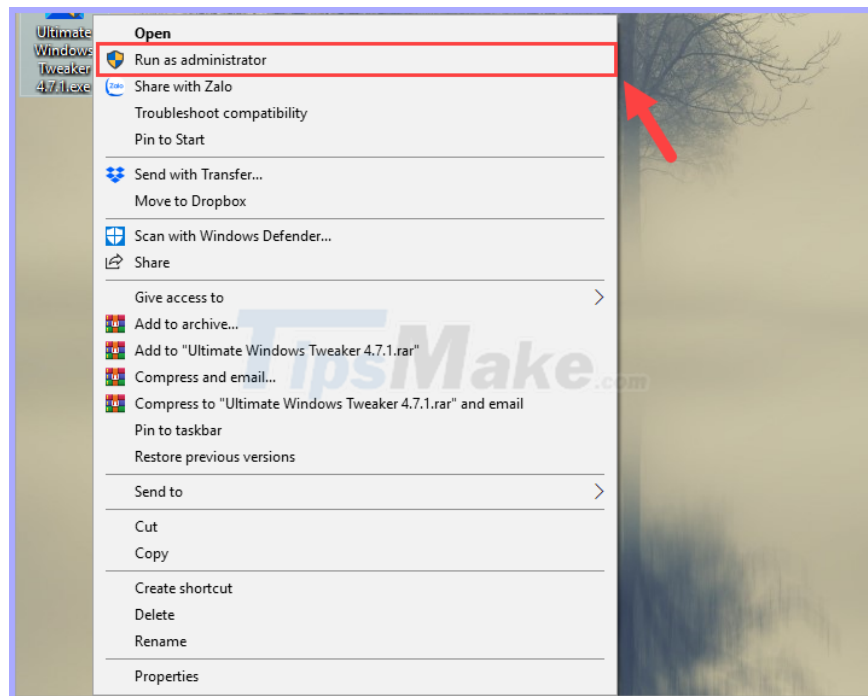 Ultimate
Windows
Tweaker
4.7.1.exe
Open
Run as administrator
Zalo
Share with Zalo
Troubleshoot compatibility
Pin to Start
Send with Transfer...
Move to Dropbox
Scan with Windows Defender...
Share
Give access to
Add to archive...
Add to "Ultimate Windows Tweaker 4.7.1.rar"
TipsMake.com
Compress and email...
Compress to "Ultimate Windows Tweaker 4.7.1.rar" and email
Pin to taskbar
Restore previous versions
Send to
Cut
Copy
Create shortcut
Delete
Rename
Properties